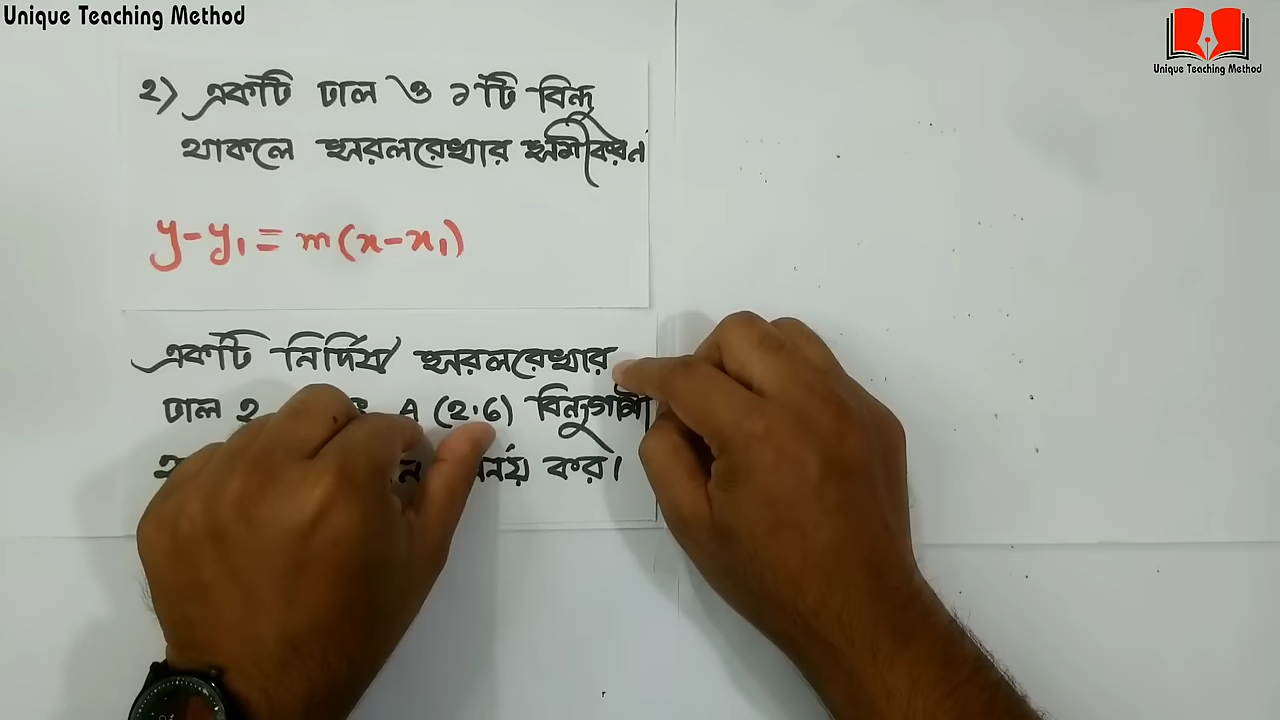 Unique Teaching Method
Unique Teaching Method
২) একটি ঢাল ও ১টি বিন্দু
থাকলে সরলরেখার সমীকরন
y-y₁ = m(x-x₁)
একটি নির্দিষ্ট সরলরেখার
ঢাল ২ A (২.৬) বিন্দুগামী
নির্ণয় কর।